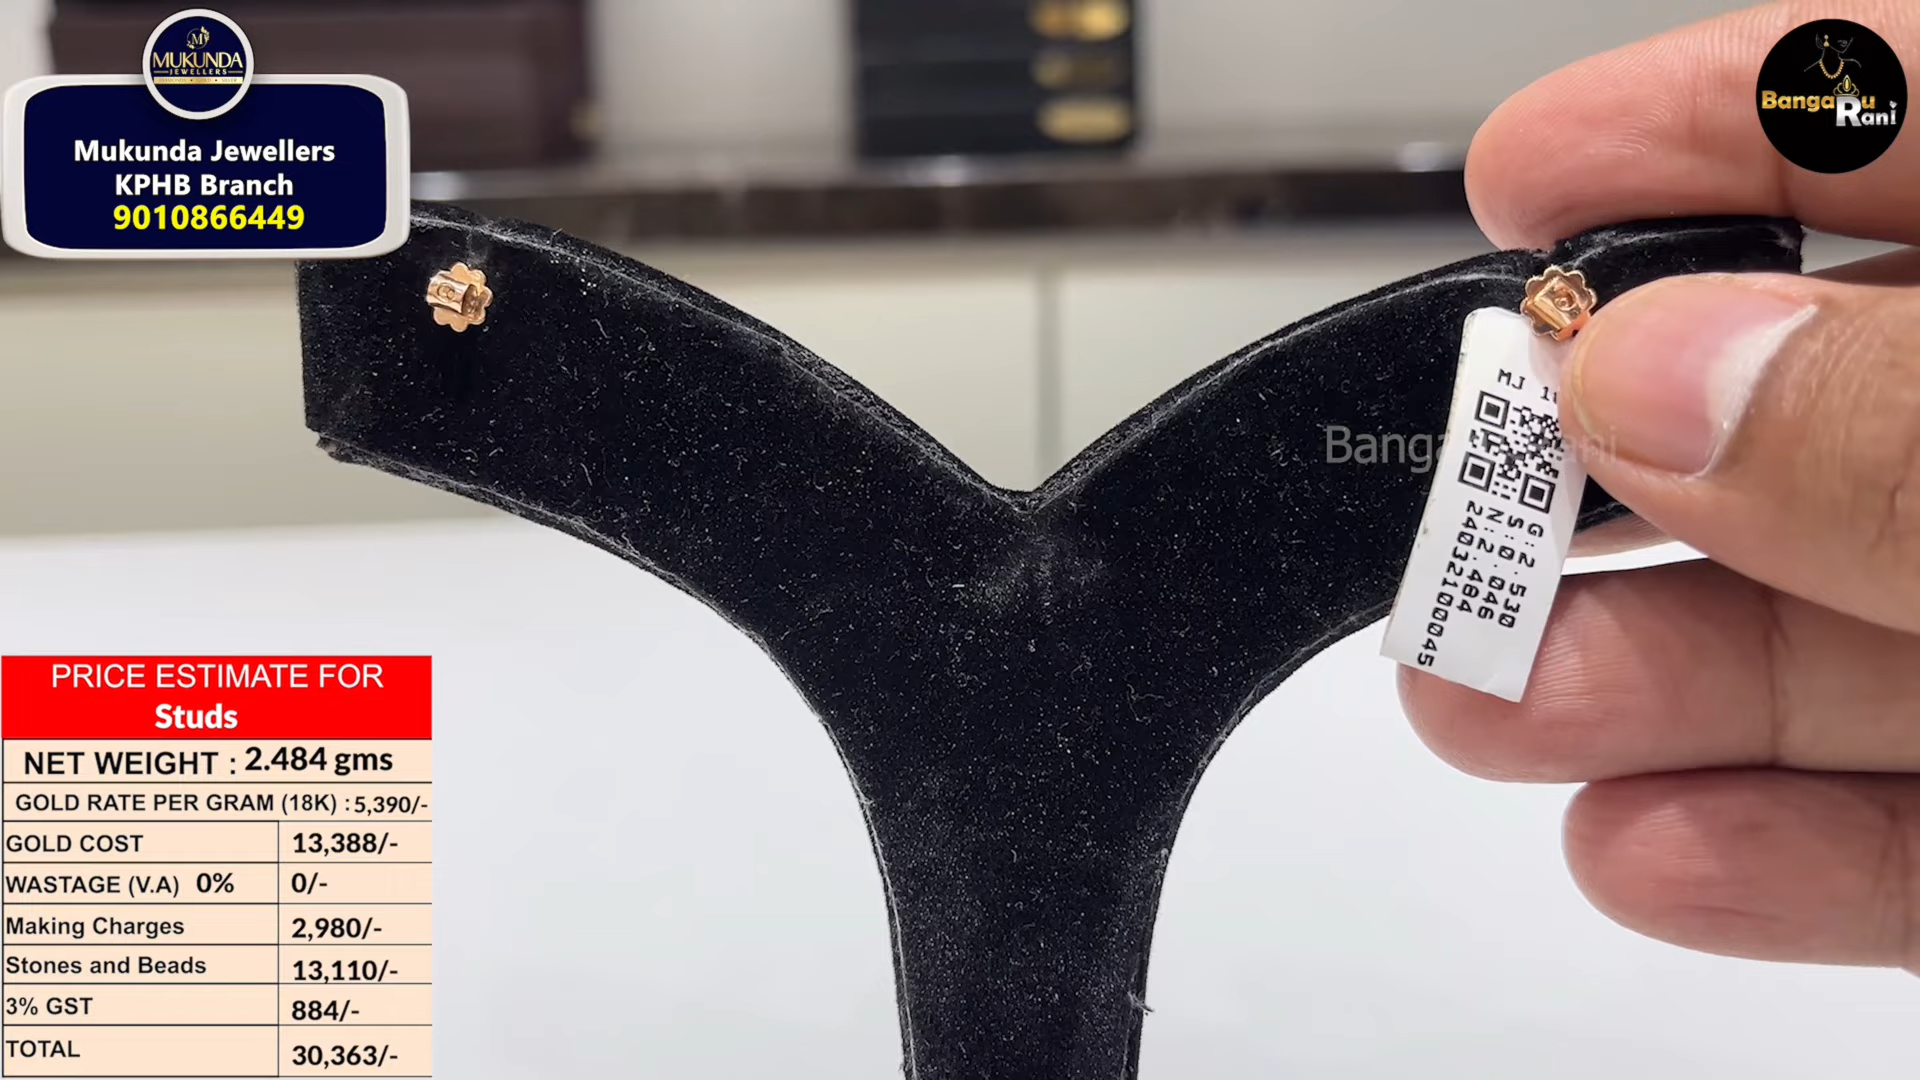 MUKUNDA
JEWELLERS
Mukunda Jewellers
KPHB Branch
9010866449
Bangaru
Rani
MJ
G:2.530
S:0.046
N:2.484
24032100045
PRICE ESTIMATE FOR
Studs
NET WEIGHT : 2.484 gms
GOLD RATE PER GRAM (18K) : 5,390/-
GOLD COST 13,388/-
WASTAGE (V.A) 0% 0/-
Making Charges 2,980/-
Stones and Beads 13,110/-
3% GST 884/-
TOTAL 30,363/-